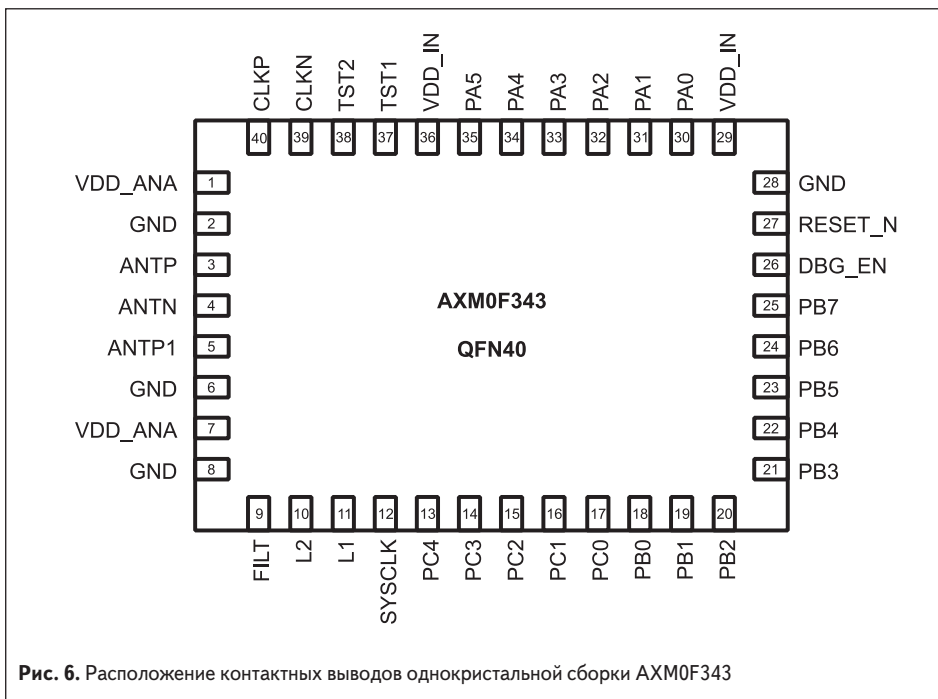 CLKP
CLKN
TST2
TST1
VDD_IN
PA5
PA4
PA3
PA2
PA1
PA0
VDD_IN
40
39
38
37
36
35
34
33
32
31
30
29
VDD_ANA 1
GND 2
ANTP 3
ANTN 4
ANTP1 5
GND 6
VDD_ANA 7
GND 8
AXM0F343
QFN40
28 GND
27 RESET_N
26 DBG_EN
25 PB7
24 PB6
23 PB5
22 PB4
21 PB3
9
10
11
12
13
14
15
16
17
18
19
20
FILT
L2
L1
SYSCLK
PC4
PC3
PC2
PC1
PC0
PB0
PB1
PB2
Рис. 6. Расположение контактных выводов однокристальной сборки AXM0F343